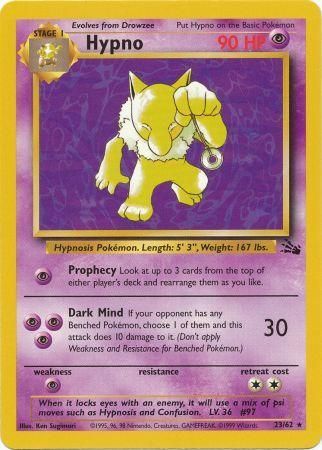 Evolves from Drowzee Put Hypno on the Basic Pokémon
STAGE 1
Hypno 90 HP
Hypnosis Pokémon. Length: 5' 3", Weight: 167 lbs.
Prophecy Look at up to 3 cards from the top of
either player's deck and rearrange them as you like.
Dark Mind If your opponent has any
Benched Pokémon, choose 1 of them and this
attack does 10 damage to it. (Don't apply
Weakness and Resistance for Benched Pokémon.)
30
weakness resistance retreat cost
When it locks eyes with an enemy, it will use a mix of psi
moves such as Hypnosis and Confusion. LV. 36 #97
Illus. Ken Sugimori ©1995, 96, 98 Nintendo, Creatures, GAMEFREAK. ©1999 Wizards. 23/62 ★